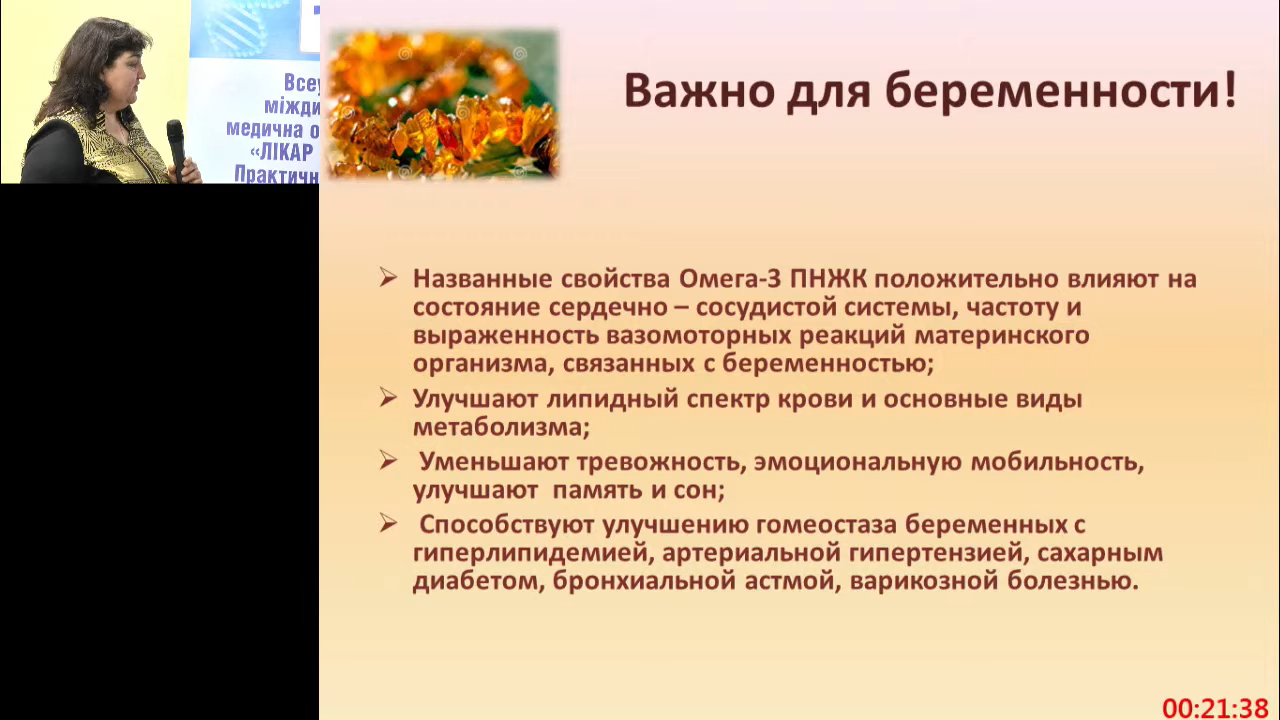 Всеу
міжди
медична о
«ЛІКАР
Практичн
Важно для беременности!
Названные свойства Омега-3 ПНЖК положительно влияют на
состояние сердечно – сосудистой системы, частоту и
выраженность вазомоторных реакций материнского
организма, связанных с беременностью;
Улучшают липидный спектр крови и основные виды
метаболизма;
Уменьшают тревожность, эмоциональную мобильность,
улучшают память и сон;
Способствуют улучшению гомеостаза беременных с
гиперлипидемией, артериальной гипертензией, сахарным
диабетом, бронхиальной астмой, варикозной болезнью.
00:21:38